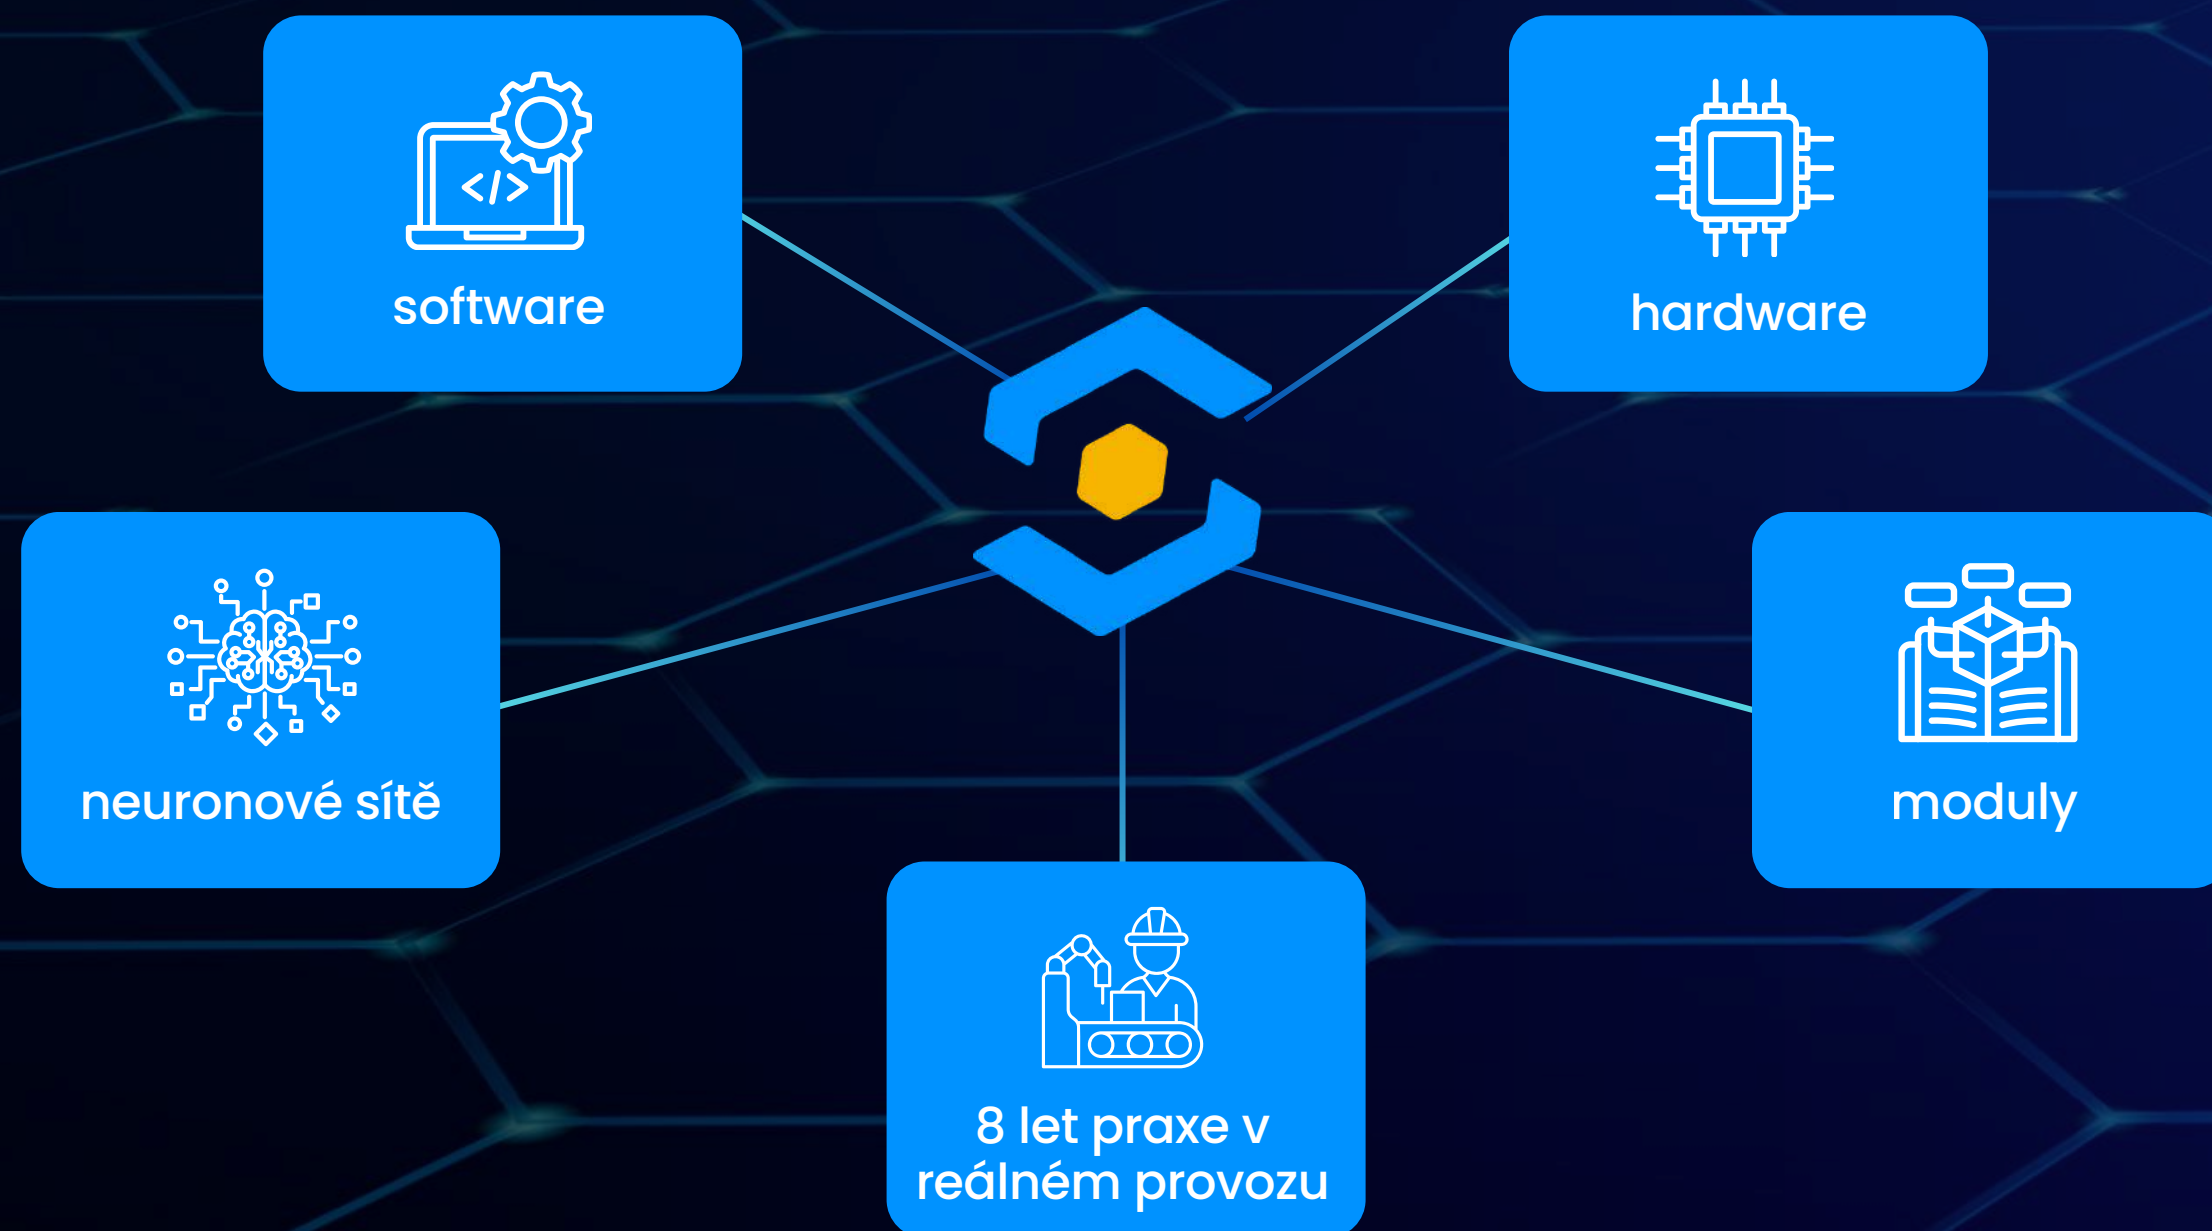 software
hardware
</>
neuronové sítě
moduly
8 let praxe v
reálném provozu